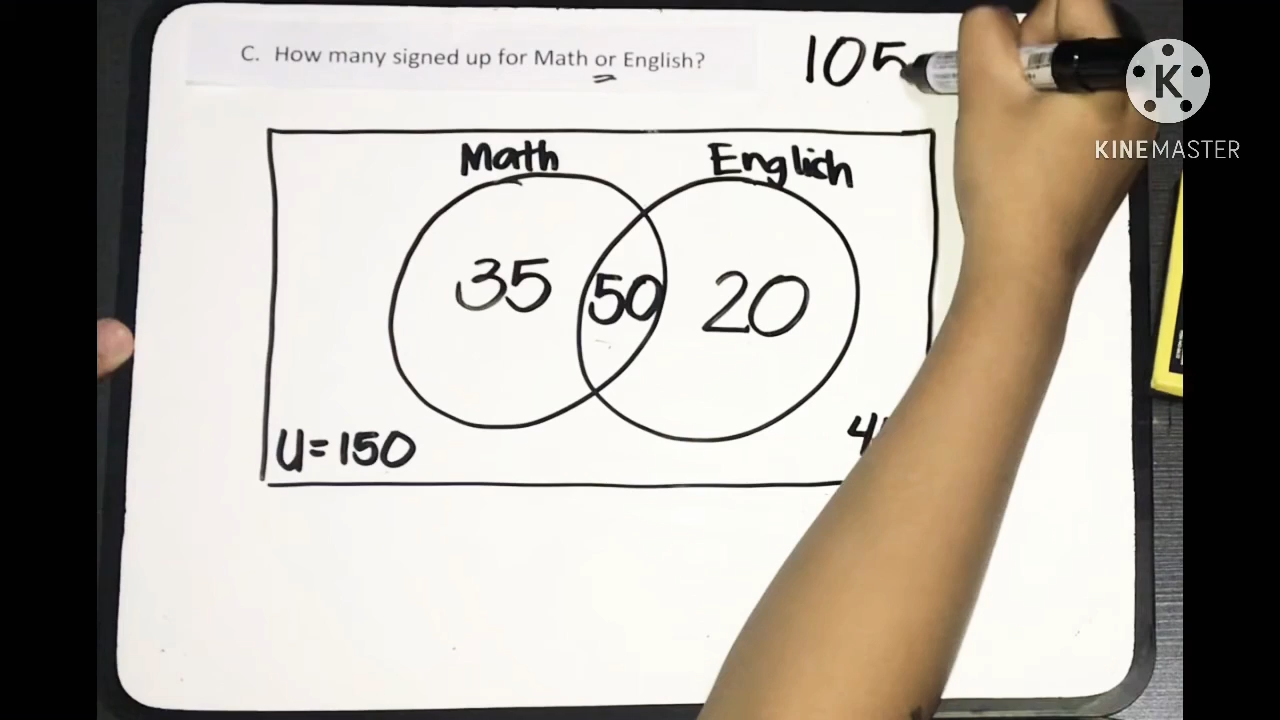 C. How many signed up for Math or English?
105
K
KINEMASTER
Math
English
35
50
20
U=150